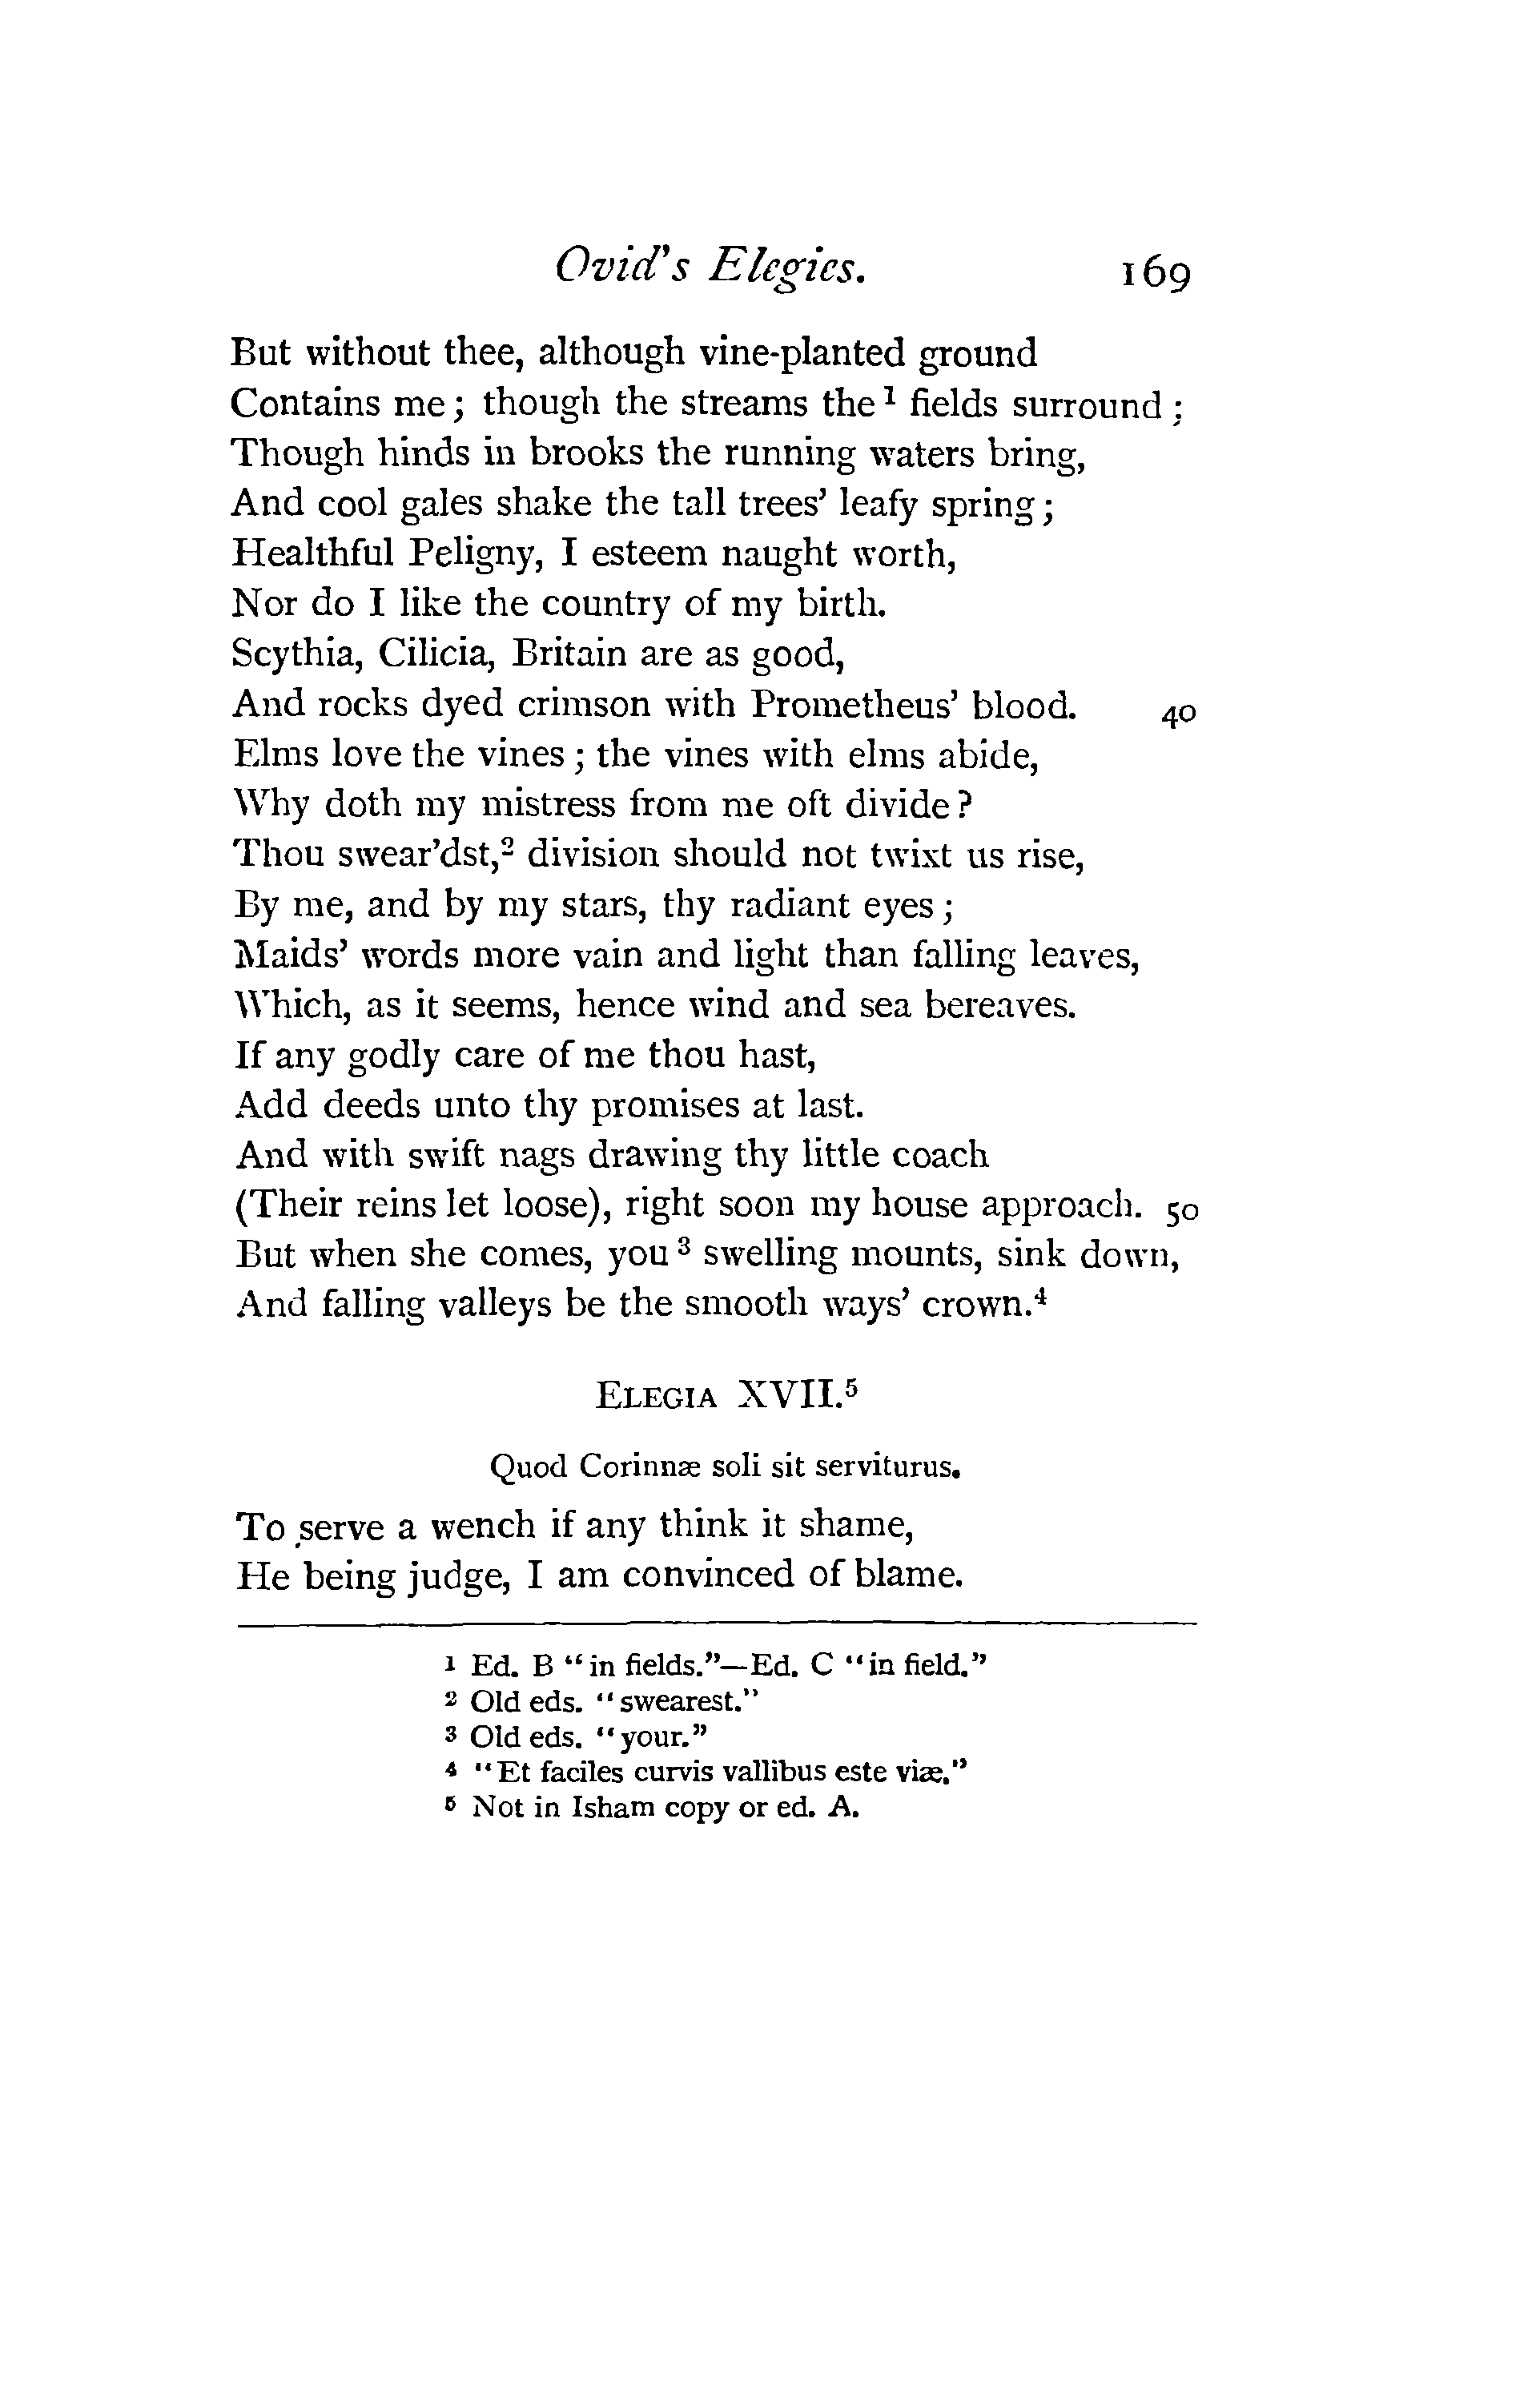 Ovid's Elegies. 169
But without thee, although vine-planted ground
Contains me; though the streams the ¹ fields surround;
Though hinds in brooks the running waters bring,
And cool gales shake the tall trees’ leafy spring;
Healthful Peligny, I esteem naught worth,
Nor do I like the country of my birth.
Scythia, Cilicia, Britain are as good,
And rocks dyed crimson with Prometheus’ blood. 40
Elms love the vines; the vines with elms abide,
Why doth my mistress from me oft divide?
Thou swear’dst,² division should not twixt us rise,
By me, and by my stars, thy radiant eyes;
Maids’ words more vain and light than falling leaves,
Which, as it seems, hence wind and sea bereaves.
If any godly care of me thou hast,
Add deeds unto thy promises at last.
And with swift nags drawing thy little coach
(Their reins let loose), right soon my house approach. 50
But when she comes, you ³ swelling mounts, sink down,
And falling valleys be the smooth ways’ crown.⁴
ELEGIA XVII.⁵
Quod Corinnæ soli sit serviturus.
To serve a wench if any think it shame,
He being judge, I am convinced of blame.
¹ Ed. B “in fields.”—Ed. C “in field.”
² Old eds. “swearest.”
³ Old eds. “your.”
⁴ “Et faciles curvis vallibus este viæ.”
⁵ Not in Isham copy or ed. A.